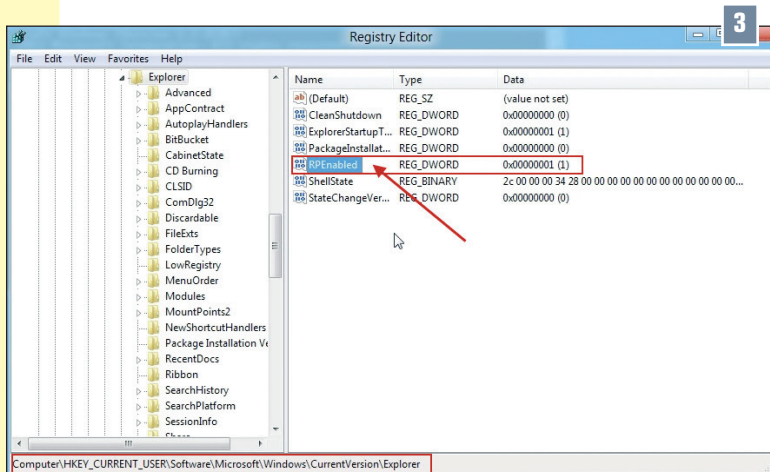 3
Registry Editor
File Edit View Favorites Help
Explorer
Advanced
AppContract
AutoplayHandlers
BitBucket
CabinetState
CD Burning
CLSID
ComDlg32
Discardable
FileExts
FolderTypes
LowRegistry
MenuOrder
Modules
MountPoints2
NewShortcutHandlers
Package Installation
RecentDocs
Ribbon
SearchHistory
SearchPlatform
SessionInfo
Name Type Data
(Default) REG_SZ (value not set)
CleanShutdown REG_DWORD 0x00000000 (0)
ExplorerStartupT... REG_DWORD 0x00000001 (1)
PackageInstallat... REG_DWORD 0x00000000 (0)
RPEnabled REG_DWORD 0x00000001 (1)
ShellState REG_BINARY 2c 00 00 00 34 28 00 00 00 00 00 00 00 00 00 00 00 00...
StateChangeVer... REG_DWORD 0x00000000 (0)
Computer\HKEY_CURRENT_USER\Software\Microsoft\Windows\CurrentVersion\Explorer